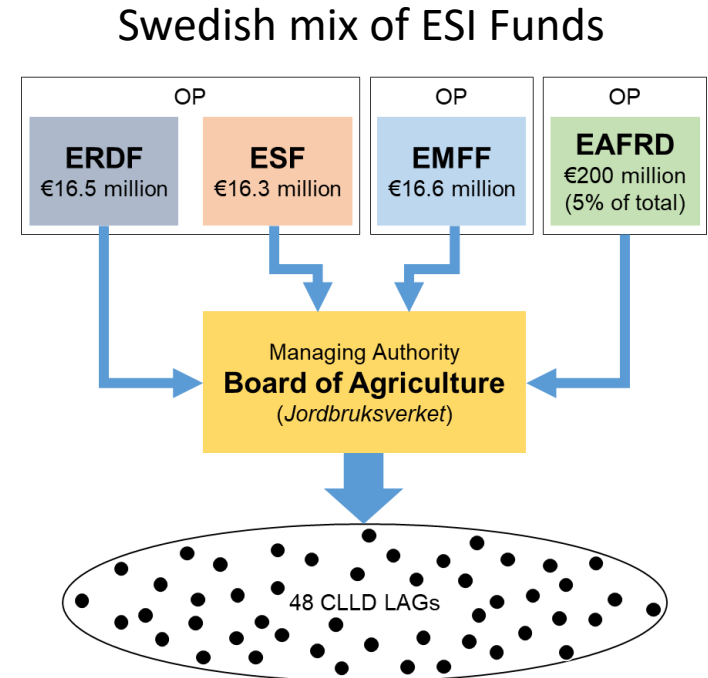 Swedish mix of ESI Funds
OP
OP
OP
ERDF
€16.5 million
ESF
€16.3 million
EMFF
€16.6 million
EAFRD
€200 million
(5% of total)
Managing Authority
Board of Agriculture
(Jordbruksverket)
48 CLLD LAGs